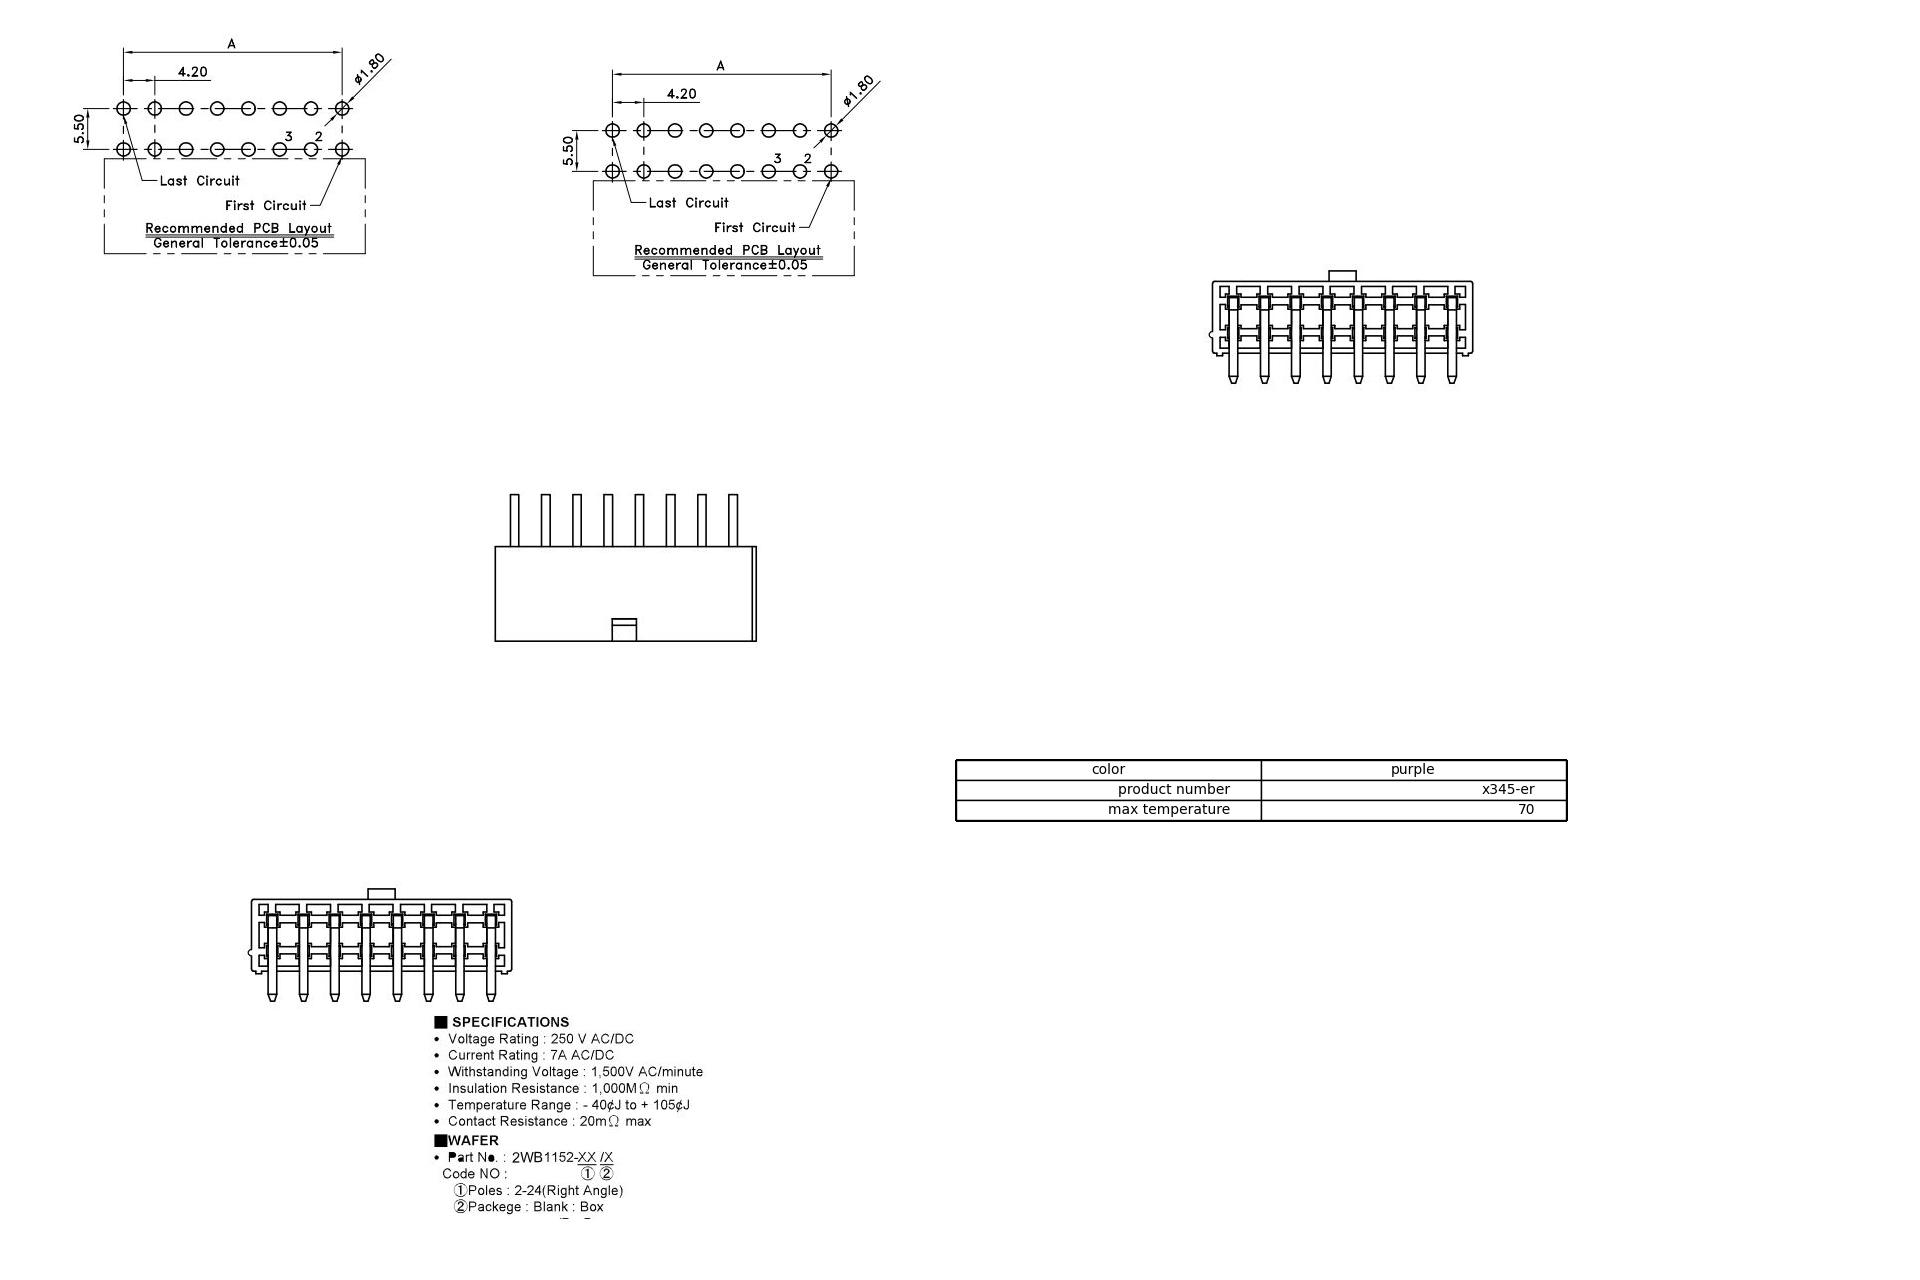 A
4.20
ø1.80
5.50
3 2
Last Circuit
First Circuit
Recommended PCB Layout
General Tolerance±0.05
A
4.20
ø1.80
5.50
3 2
Last Circuit
First Circuit
Recommended PCB Layout
General Tolerance±0.05
color purple
product number x345-er
max temperature 70
■ SPECIFICATIONS
• Voltage Rating : 250 V AC/DC
• Current Rating : 7A AC/DC
• Withstanding Voltage : 1,500V AC/minute
• Insulation Resistance : 1,000MΩ min
• Temperature Range : - 40¢J to + 105¢J
• Contact Resistance : 20mΩ max
■WAFER
• Part No. : 2WB1152-XX /X
Code NO : ① ②
①Poles : 2-24(Right Angle)
②Packege : Blank : Box